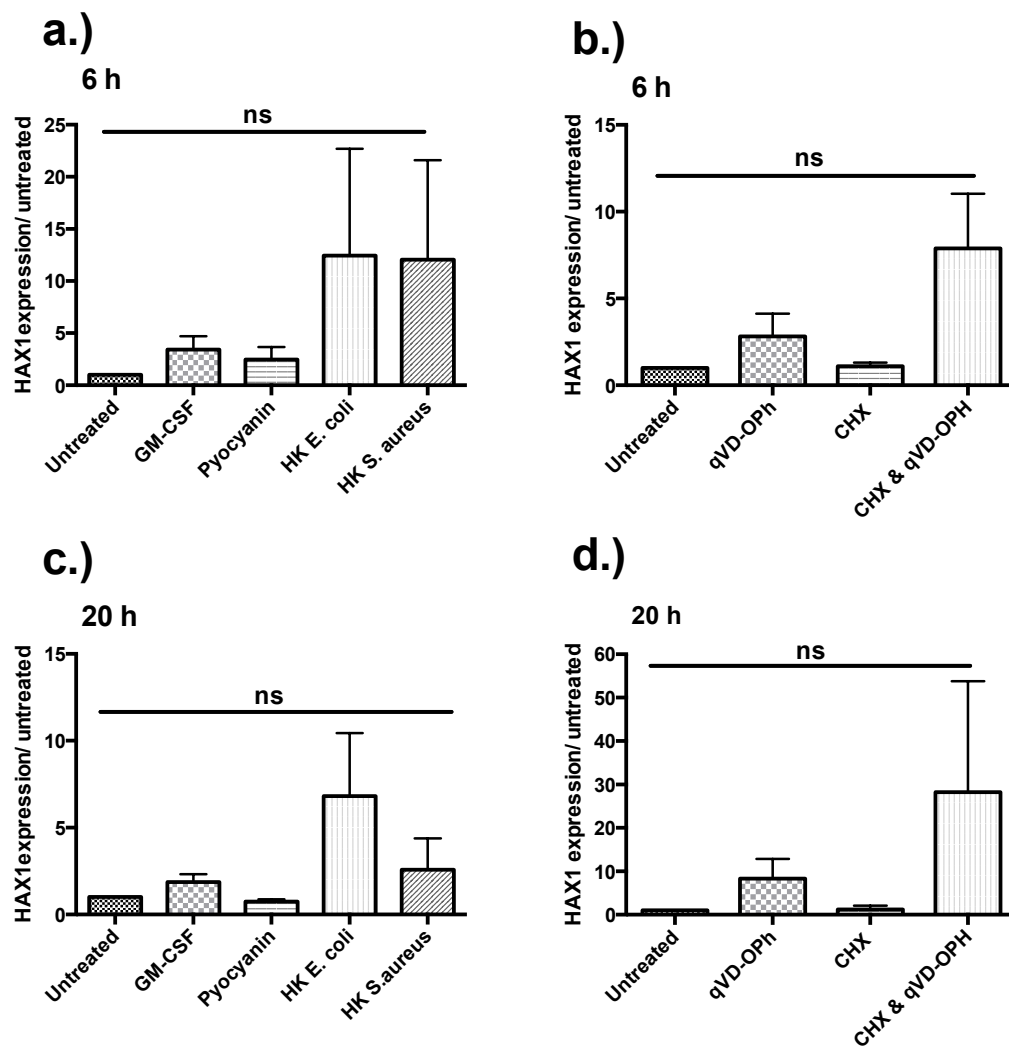 a.)
6 h
ns
HAX1expression/ untreated
25
20
15
10
5
0
Untreated
GM-CSF
Pyocyanin
HK E. coli
HK S. aureus
b.)
6 h
ns
HAX1 expression/ untreated
15
10
5
0
Untreated
qVD-OPh
CHX
CHX & qVD-OPH
c.)
20 h
ns
HAX1expression/ untreated
15
10
5
0
Untreated
GM-CSF
Pyocyanin
HK E. coli
HK S.aureus
d.)
20 h
ns
HAX1 expression/ untreated
60
50
40
30
20
10
0
Untreated
qVD-OPh
CHX
CHX & qVD-OPH